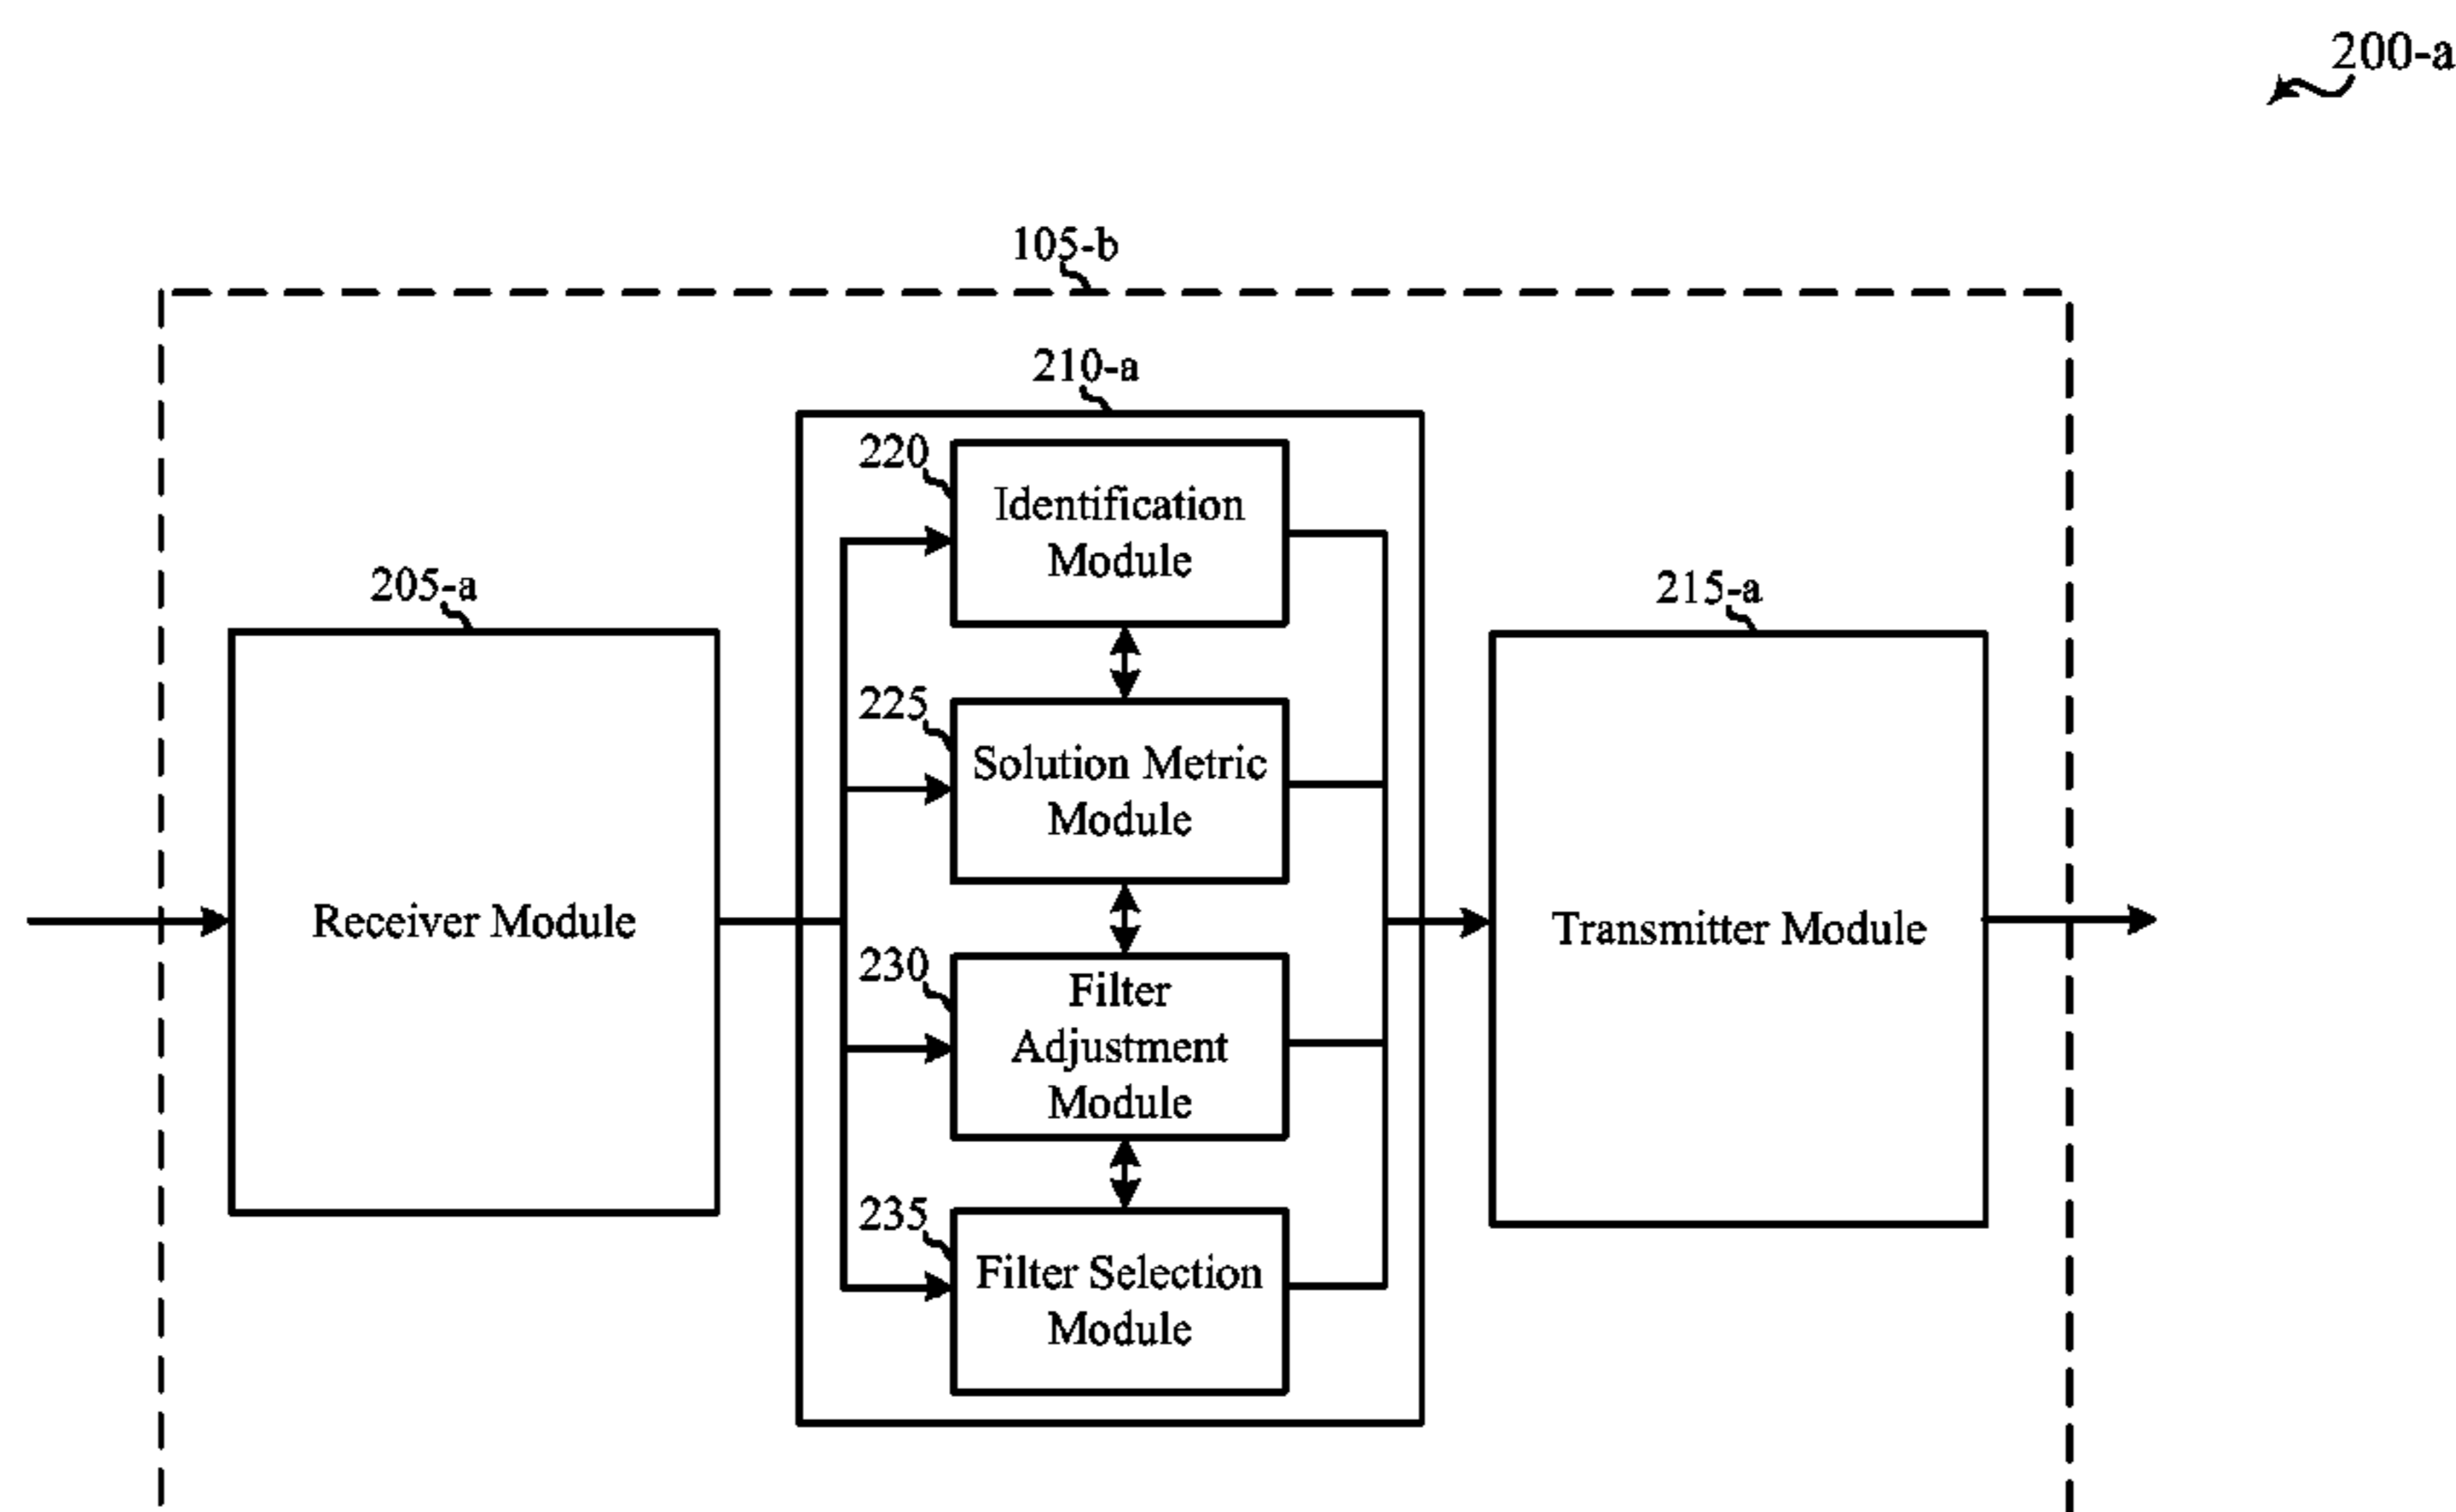 200-a
105-b
210-a
220
Identification
Module
205-a
215-a
225
Solution Metric
Module
Receiver Module
Transmitter Module
230
Filter
Adjustment
Module
235
Filter Selection
Module